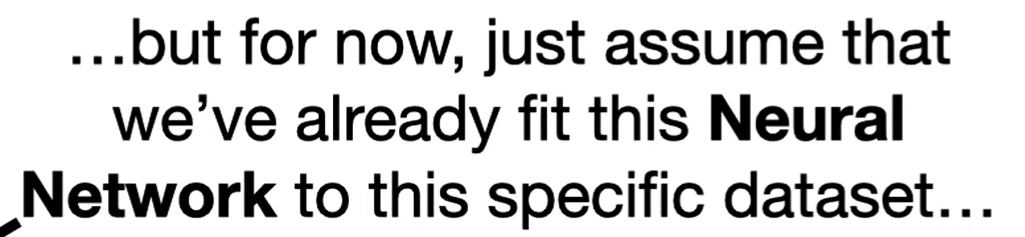 …but for now, just assume that
we’ve already fit this Neural
Network to this specific dataset…